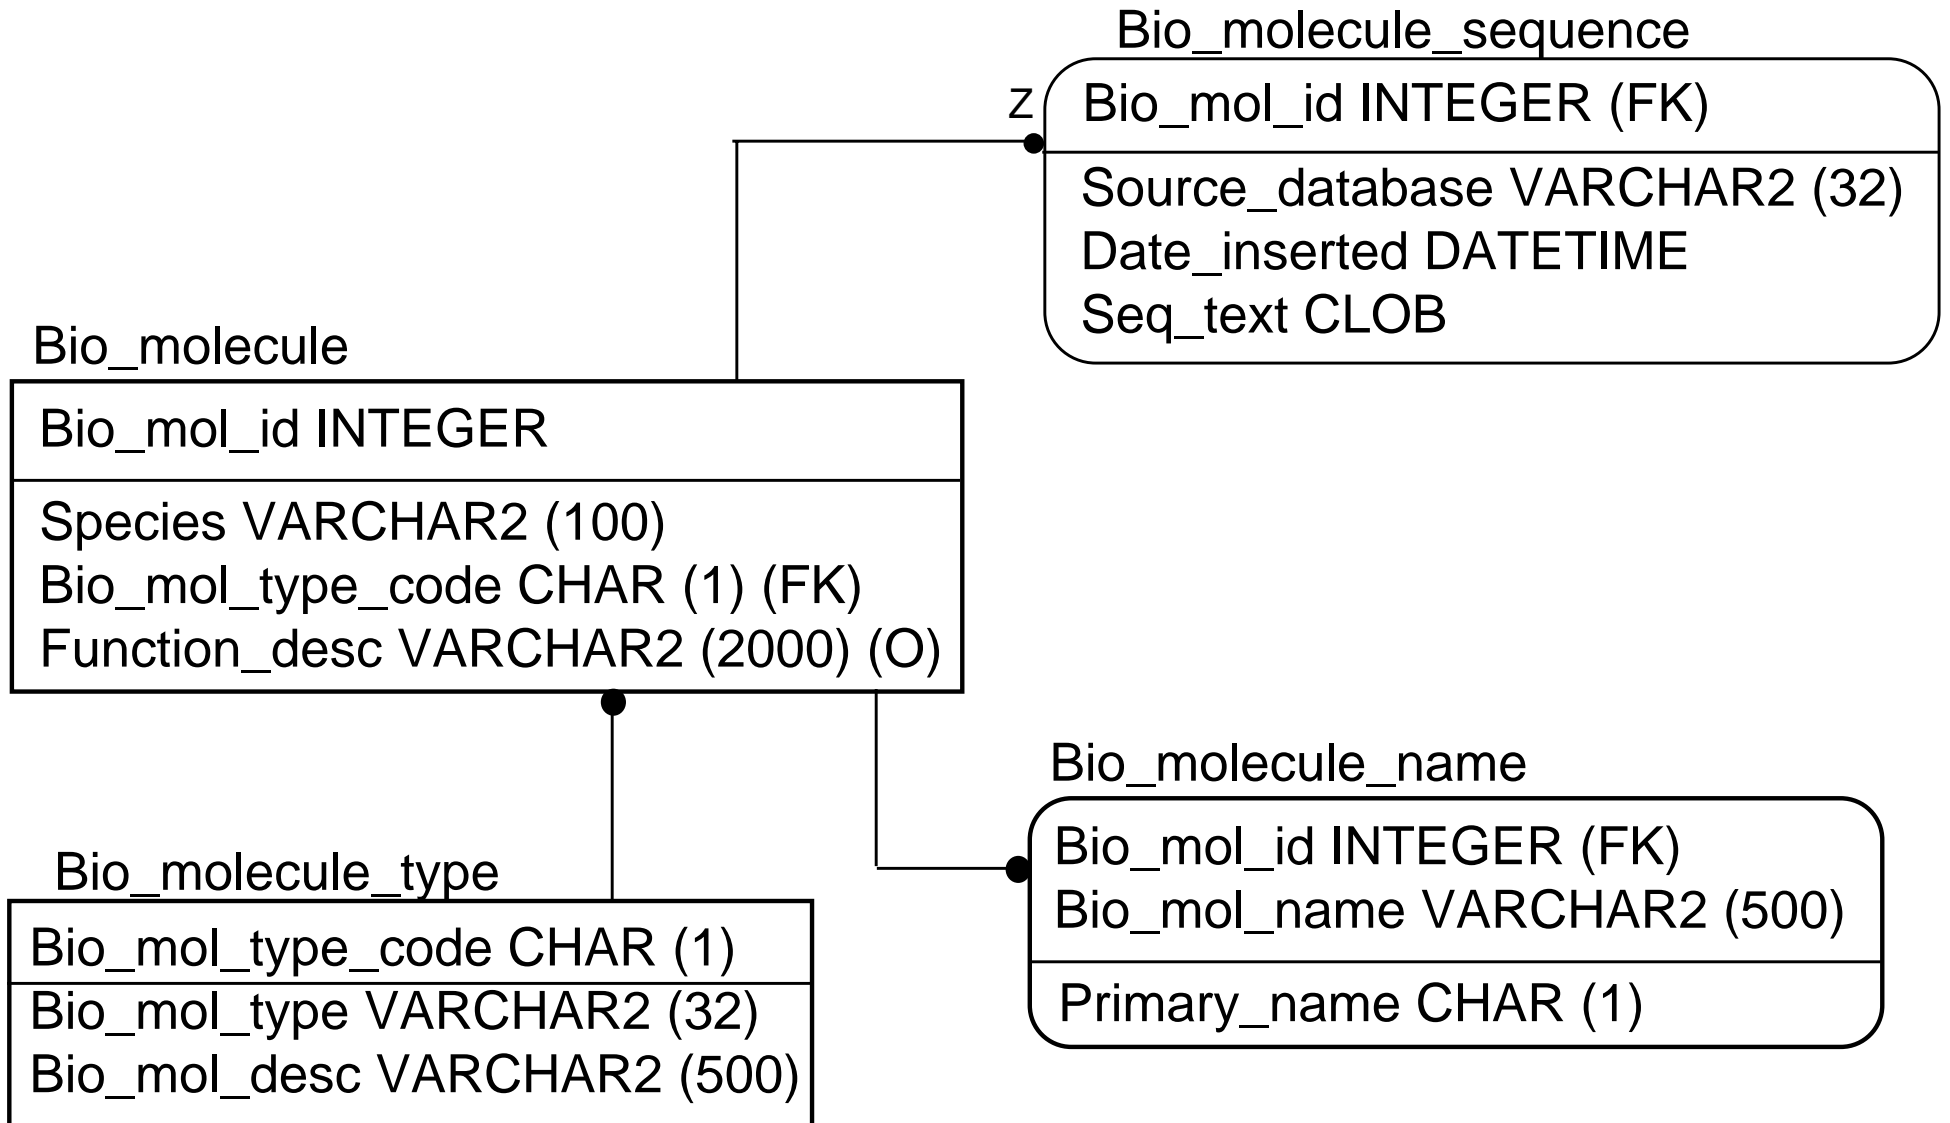 Bio_molecule_sequence
Z
Bio_mol_id INTEGER (FK)
Source_database VARCHAR2 (32)
Date_inserted DATETIME
Seq_text CLOB
Bio_molecule
Bio_mol_id INTEGER
Species VARCHAR2 (100)
Bio_mol_type_code CHAR (1) (FK)
Function_desc VARCHAR2 (2000) (O)
Bio_molecule_name
Bio_mol_id INTEGER (FK)
Bio_mol_name VARCHAR2 (500)
Primary_name CHAR (1)
Bio_molecule_type
Bio_mol_type_code CHAR (1)
Bio_mol_type VARCHAR2 (32)
Bio_mol_desc VARCHAR2 (500)